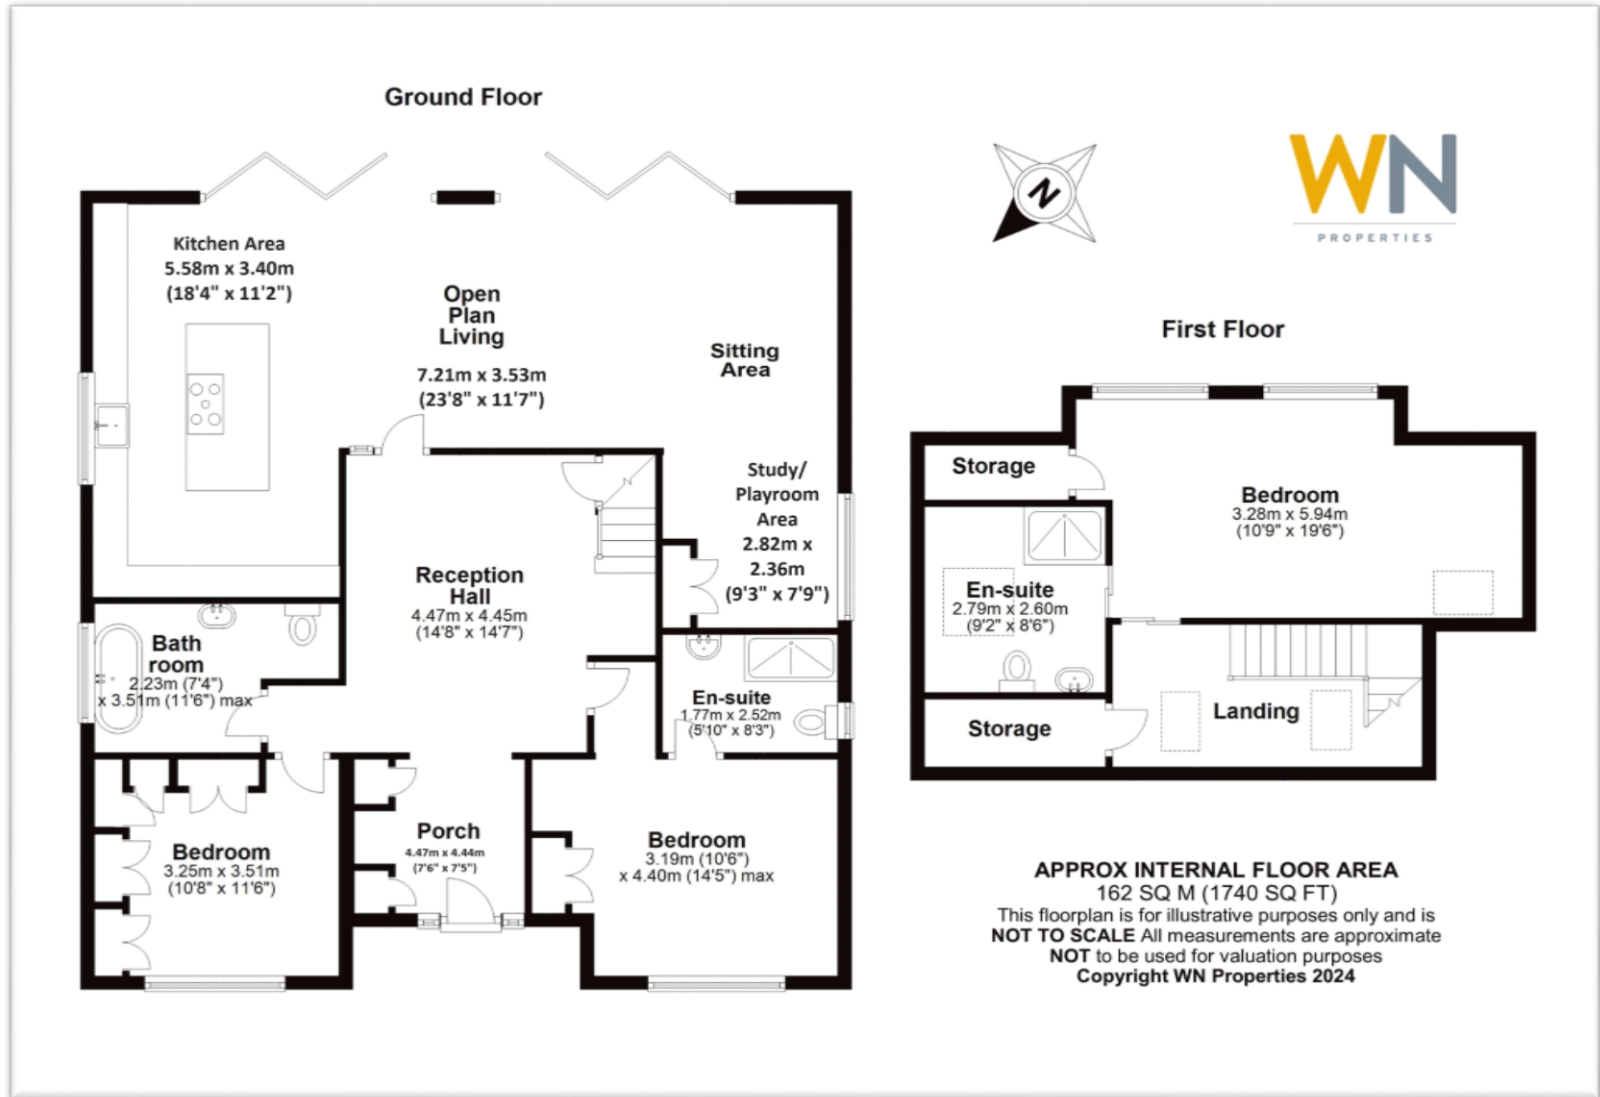 Ground Floor
Kitchen Area
5.58m x 3.40m
(18'4" x 11'2")
Open
Plan
Living
7.21m x 3.53m
(23'8" x 11'7")
Sitting
Area
Study/
Playroom
Area
2.82m x
2.36m
(9'3" x 7'9")
Reception
Hall
4.47m x 4.45m
(14'8" x 14'7")
Bath
room
2.23m (7'4")
x 3.51m (11'6") max
En-suite
1.77m x 2.52m
(5'10" x 8'3")
Bedroom
3.25m x 3.51m
(10'8" x 11'6")
Porch
4.47m x 4.44m
(7'6" x 7'5")
Bedroom
3.19m (10'6")
x 4.40m (14'5") max
N
WN
PROPERTIES
First Floor
Storage
Bedroom
3.28m x 5.94m
(10'9" x 19'6")
En-suite
2.79m x 2.60m
(9'2" x 8'6")
Storage
Landing
APPROX INTERNAL FLOOR AREA
162 SQ M (1740 SQ FT)
This floorplan is for illustrative purposes only and is
NOT TO SCALE All measurements are approximate
NOT to be used for valuation purposes
Copyright WN Properties 2024